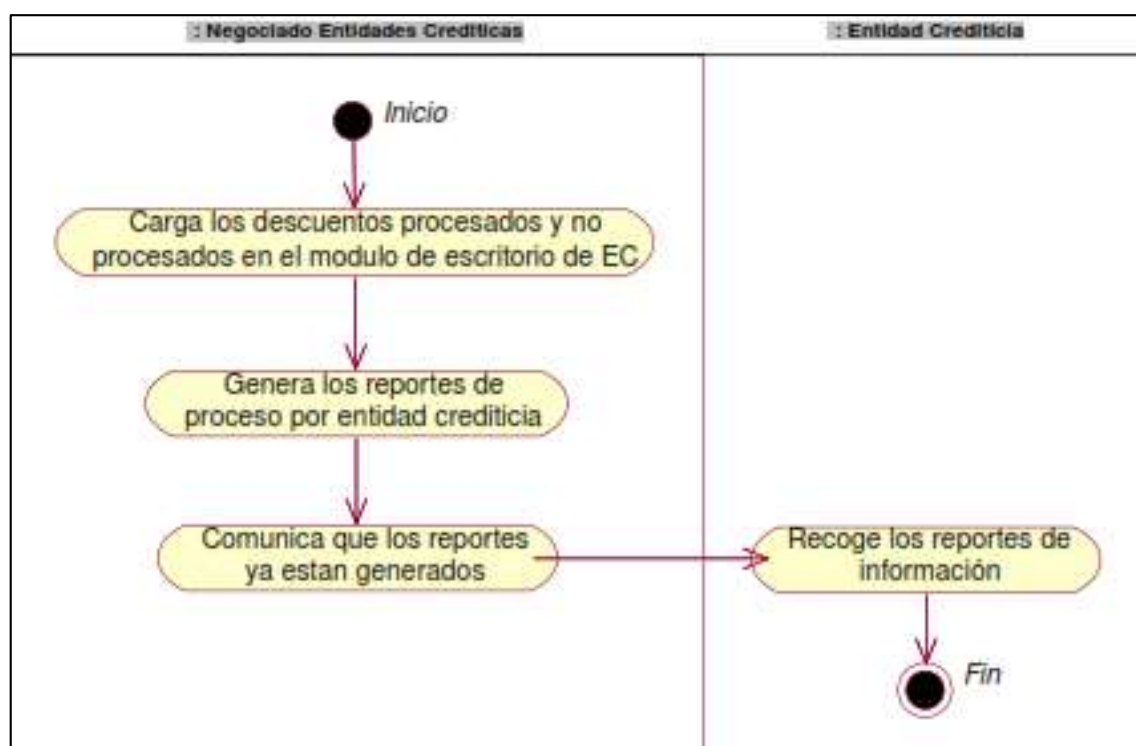 : Negociado Entidades Crediticas
: Entidad Crediticia
Inicio
Carga los descuentos procesados y no
procesados en el modulo de escritorio de EC
Genera los reportes de
proceso por entidad crediticia
Comunica que los reportes
ya estan generados
Recoge los reportes de
información
Fin